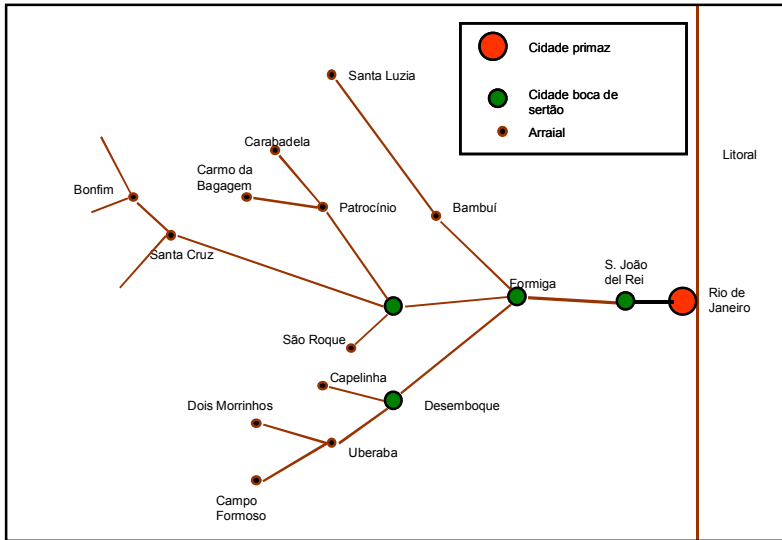 Cidade primaz
Cidade boca de
sertão
Arraial
Litoral
Santa Luzia
Carabadela
Carmo da
Bagagem
Bonfim
Patrocínio
Bambuí
Santa Cruz
Formiga
S. João
del Rei
Rio de
Janeiro
São Roque
Capelinha
Dois Morrinhos
Desemboque
Uberaba
Campo
Formoso